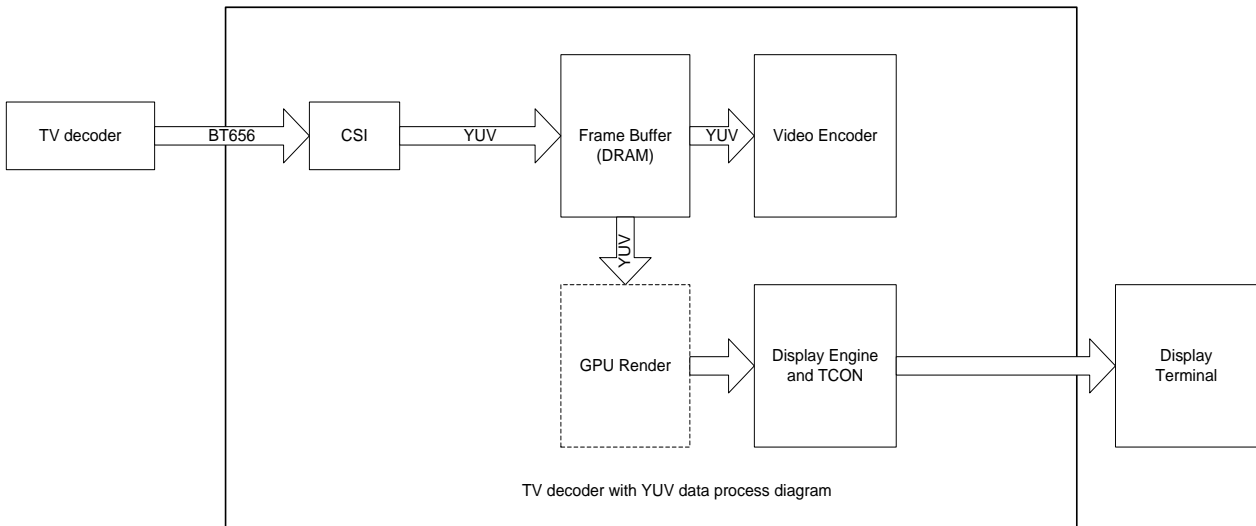 TV decoder
BT656
CSI
YUV
Frame Buffer
(DRAM)
YUV
Video Encoder
YUV
GPU Render
Display Engine
and TCON
Display
Terminal
TV decoder with YUV data process diagram